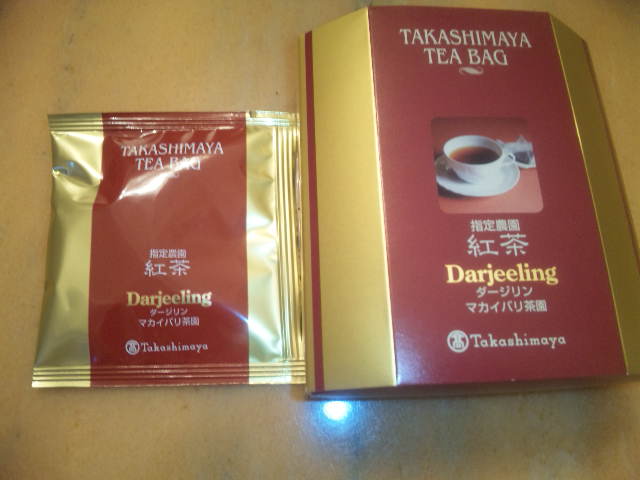 TAKASHIMAYA
TEA BAG
指定農園
紅茶
Darjeeling
ダージリン
マカイバリ茶園
髙 Takashimaya
TAKASHIMAYA
TEA BAG
指定農園
紅茶
Darjeeling
ダージリン
マカイバリ茶園
髙 Takashimaya